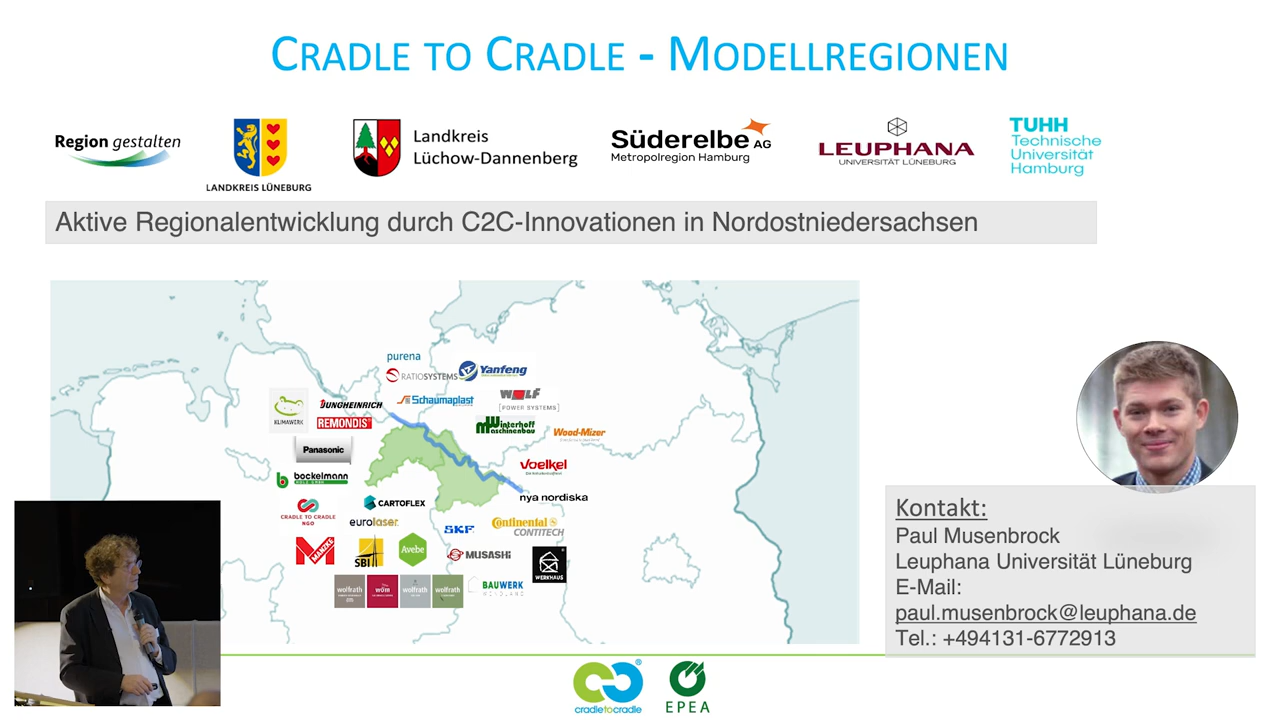 CRADLE TO CRADLE - MODELLREGIONEN
Region gestalten
LANDKREIS LÜNEBURG
Landkreis
Lüchow-Dannenberg
Süderelbe AG
Metropolregion Hamburg
LEUPHANA
UNIVERSITÄT LÜNEBURG
TUHH
Technische
Universität
Hamburg
Aktive Regionalentwicklung durch C2C-Innovationen in Nordostniedersachsen
purena
RATIOSYSTEMS
Yanfeng
KLIMAWERK
JUNGHEINRICH
REMONDIS
Schaumaplast
WOLF
[POWER SYSTEMS]
Winterhoff
Maschinenbau
Wood-Mizer
Panasonic
Voelkel
bockelmann
nya nordiska
CRADLE TO CRADLE
NGO
CARTOFLEX
eurolaser
SKF
Continental
CONTITECH
MANZKE
SBI
Avebe
MUSASHI
WERKHAUS
wolfrath
wöm
wolfrath
wolfrath
BAUWERK
WENDLAND
Kontakt:
Paul Musenbrock
Leuphana Universität Lüneburg
E-Mail:
paul.musenbrock@leuphana.de
Tel.: +494131-6772913
cradletocradle ®
EPEA